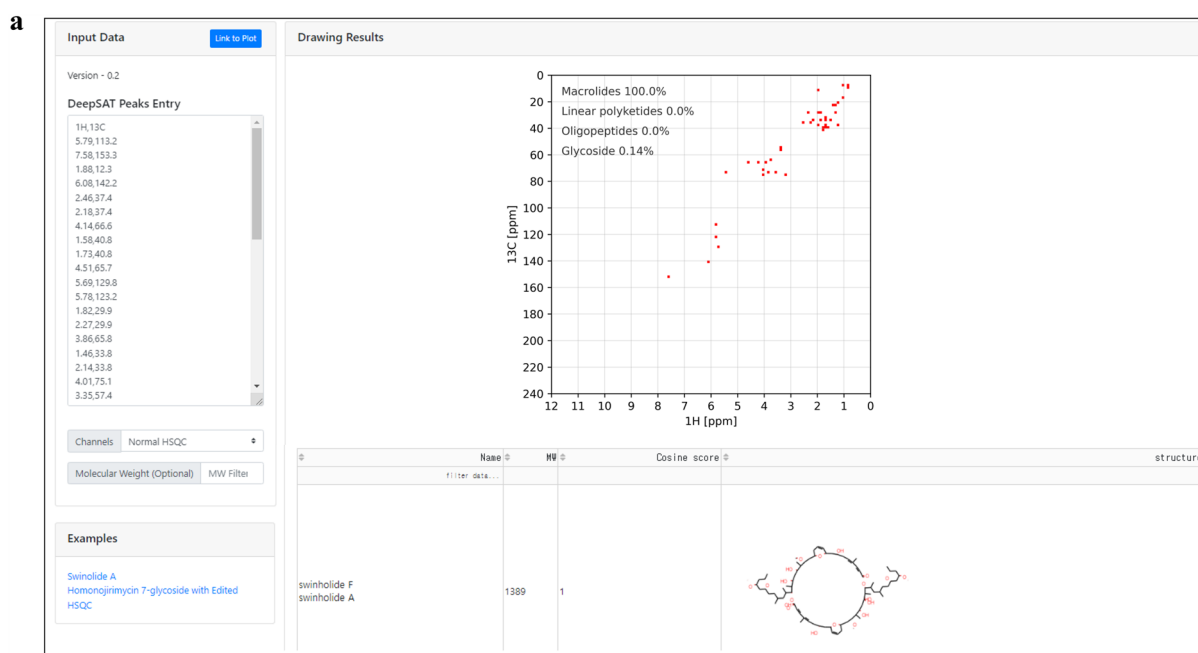 a
Input Data
Link to Plot
Version - 0.2
DeepSAT Peaks Entry
1H,13C
5.79,113.2
7.58,153.3
1.88,12.3
6.08,142.2
2.46,37.4
2.18,37.4
4.14,66.6
1.58,40.8
1.73,40.8
4.51,65.7
5.69,129.8
5.78,123.2
1.82,29.9
2.27,29.9
3.86,65.8
1.46,33.8
2.14,33.8
4.01,75.1
3.35,57.4
Channels
Normal HSQC
Molecular Weight (Optional)
MW Filter
Examples
Swinolide A
Homonojirimycin 7-glycoside with Edited
HSQC
Drawing Results
Macrolides 100.0%
Linear polyketides 0.0%
Oligopeptides 0.0%
Glycoside 0.14%
0
20
40
60
80
100
120
140
160
180
200
220
240
13C [ppm]
12 11 10 9 8 7 6 5 4 3 2 1 0
1H [ppm]
Name MW Cosine score structure
filter data...
swinholide F
swinholide A
1389
1